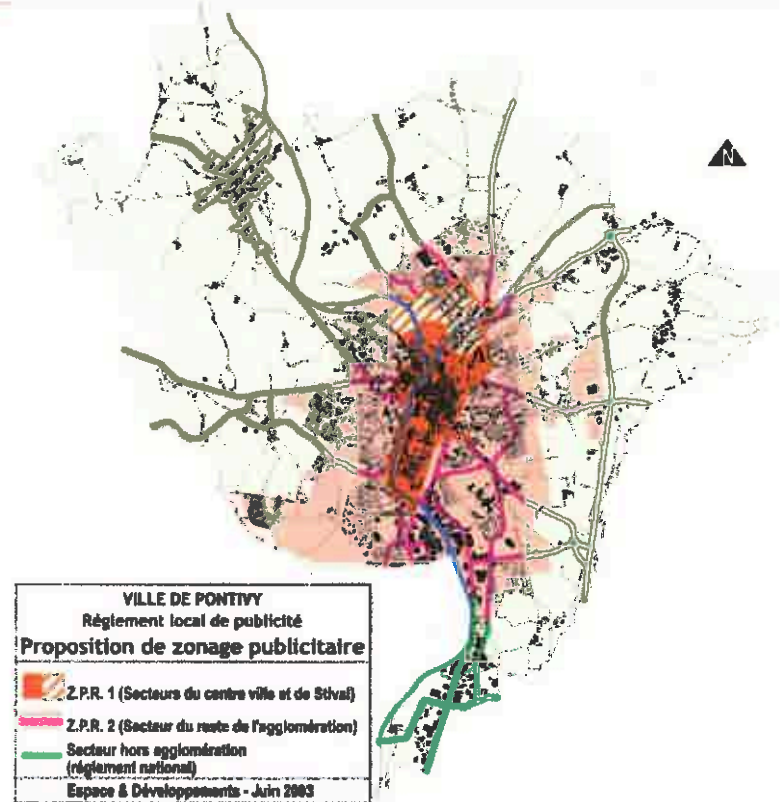 N
VILLE DE PONTIVY
Règlement local de publicité
Proposition de zonage publicitaire
Z.P.R. 1 (Secteurs du centre ville et de Stival)
Z.P.R. 2 (Secteur du reste de l'agglomération)
Secteur hors agglomération
(règlement national)
Espace & Développements - Juin 2003